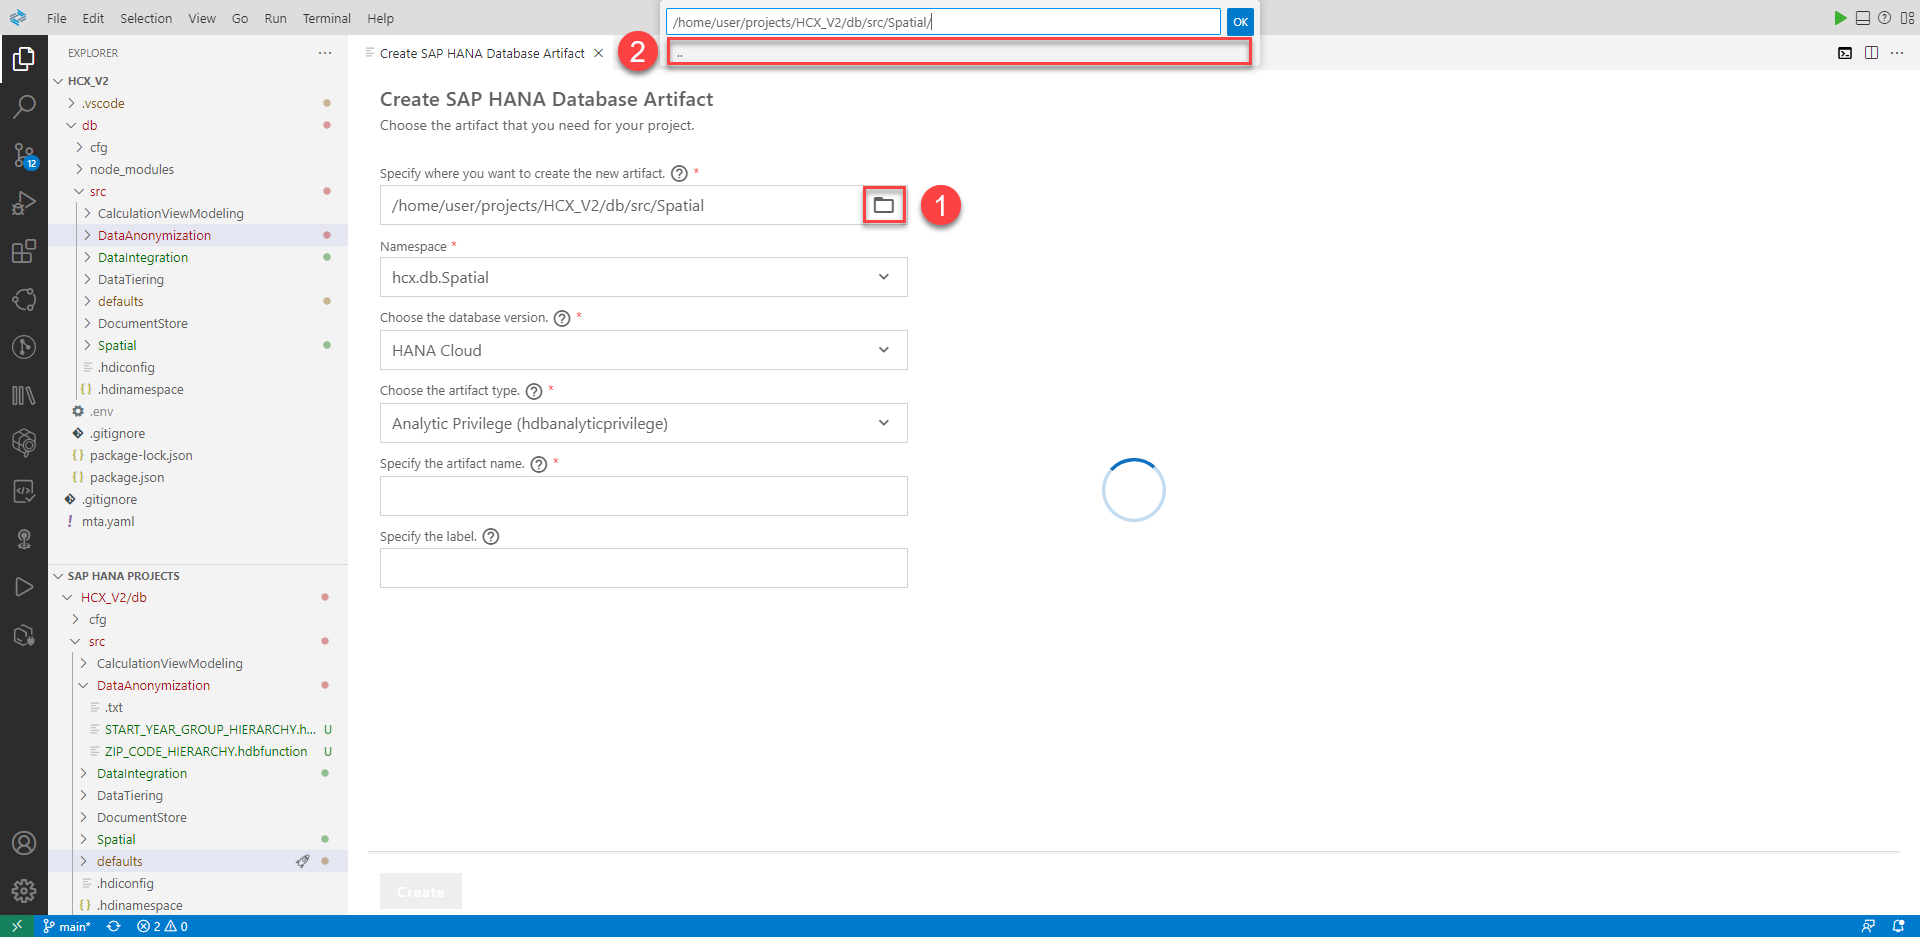 File Edit Selection View Go Run Terminal Help
/home/user/projects/HCX_V2/db/src/Spatial/
OK
..
2
EXPLORER
HCX_V2
.vscode
db
cfg
node_modules
src
CalculationViewModeling
DataAnonymization
DataIntegration
DataTiering
defaults
DocumentStore
Spatial
.hdiconfig
{} .hdinamespace
.env
.gitignore
{} package-lock.json
{} package.json
.gitignore
! mta.yaml
12
SAP HANA PROJECTS
HCX_V2/db
cfg
src
CalculationViewModeling
DataAnonymization
.txt
START_YEAR_GROUP_HIERARCHY.h... U
ZIP_CODE_HIERARCHY.hdbfunction U
DataIntegration
DataTiering
DocumentStore
Spatial
defaults
.hdiconfig
{} .hdinamespace
Create SAP HANA Database Artifact
Create SAP HANA Database Artifact
Choose the artifact that you need for your project.
Specify where you want to create the new artifact. ? *
/home/user/projects/HCX_V2/db/src/Spatial
1
Namespace *
hcx.db.Spatial
Choose the database version. ? *
HANA Cloud
Choose the artifact type. ? *
Analytic Privilege (hdbanalyticprivilege)
Specify the artifact name. ? *
Specify the label. ?
Create
main* 2 0